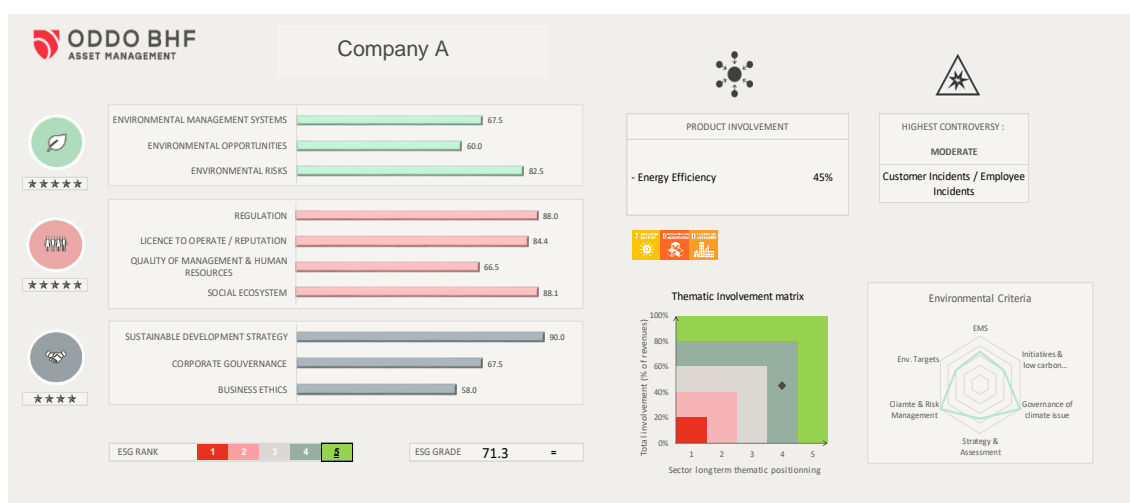 ODDO BHF
ASSET MANAGEMENT
Company A
ENVIRONMENTAL MANAGEMENT SYSTEMS 67.5
ENVIRONMENTAL OPPORTUNITIES 60.0
ENVIRONMENTAL RISKS 82.5
REGULATION 88.0
LICENCE TO OPERATE / REPUTATION 84.4
QUALITY OF MANAGEMENT & HUMAN
RESOURCES 66.5
SOCIAL ECOSYSTEM 88.1
SUSTAINABLE DEVELOPMENT STRATEGY 90.0
CORPORATE GOUVERNANCE 67.5
BUSINESS ETHICS 58.0
ESG RANK 1 2 3 4 5
ESG GRADE 71.3 =
PRODUCT INVOLVEMENT
- Energy Efficiency 45%
HIGHEST CONTROVERSY :
MODERATE
Customer Incidents / Employee
Incidents
7 9 11
Thematic Involvement matrix
Total involvement (% of revenues)
100%
80%
60%
40%
20%
0%
1 2 3 4 5
Sector longterm thematic positionning
Environmental Criteria
EMS
Initiatives &
low carbon...
Governance of
climate issue
Strategy &
Assessment
Cliamte & Risk
Management
Env. Targets